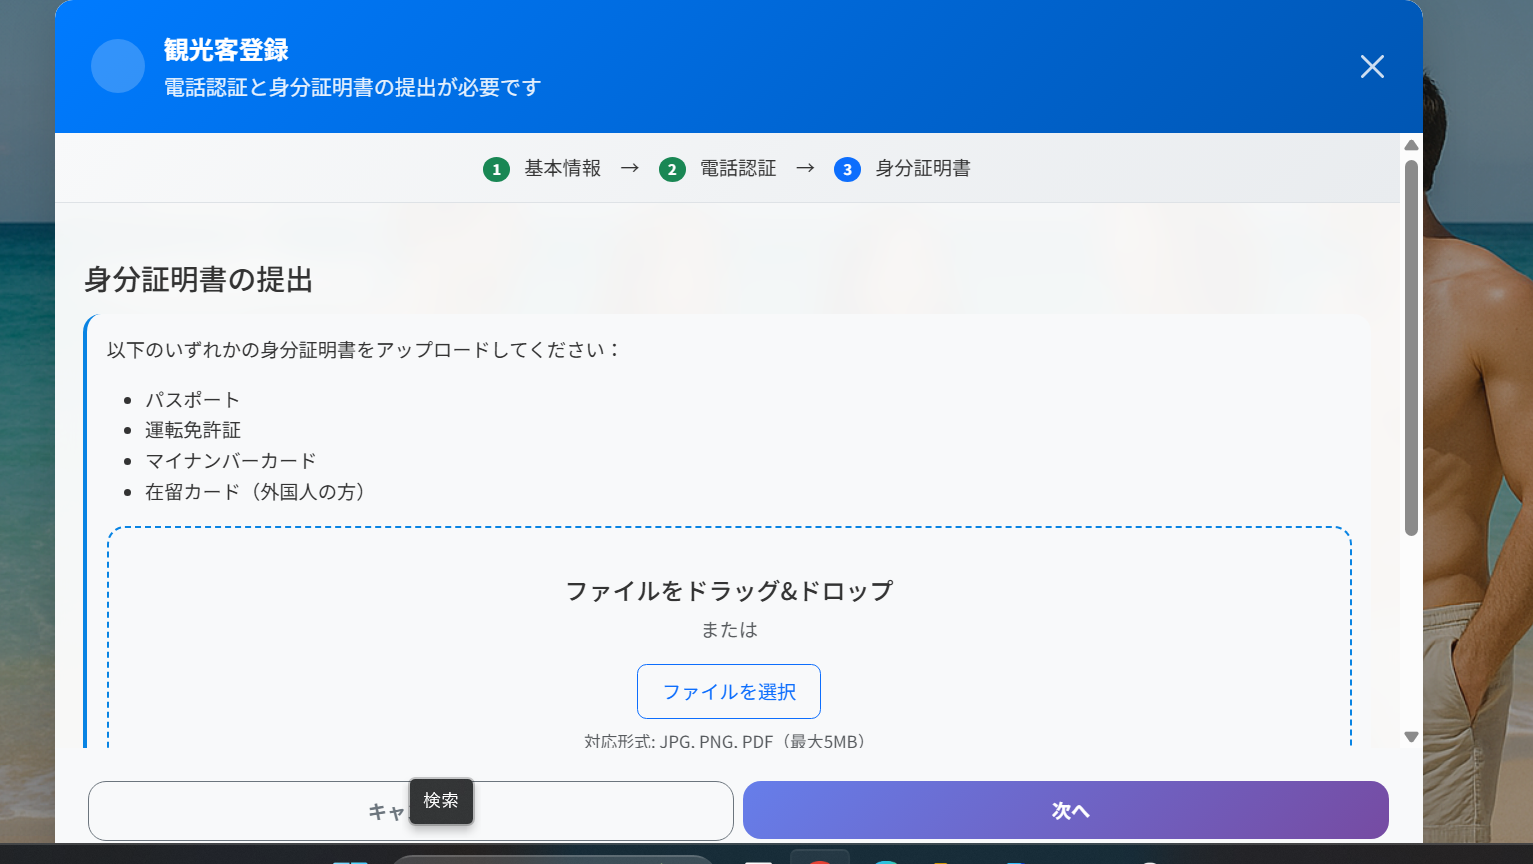 観光客登録
電話認証と身分証明書の提出が必要です
1 基本情報 → 2 電話認証 → 3 身分証明書
身分証明書の提出
以下のいずれかの身分証明書をアップロードしてください：
パスポート
運転免許証
マイナンバーカード
在留カード（外国人の方）
ファイルをドラッグ&ドロップ
または
ファイルを選択
対応形式: JPG, PNG, PDF（最大5MB）
キャ
検索
次へ